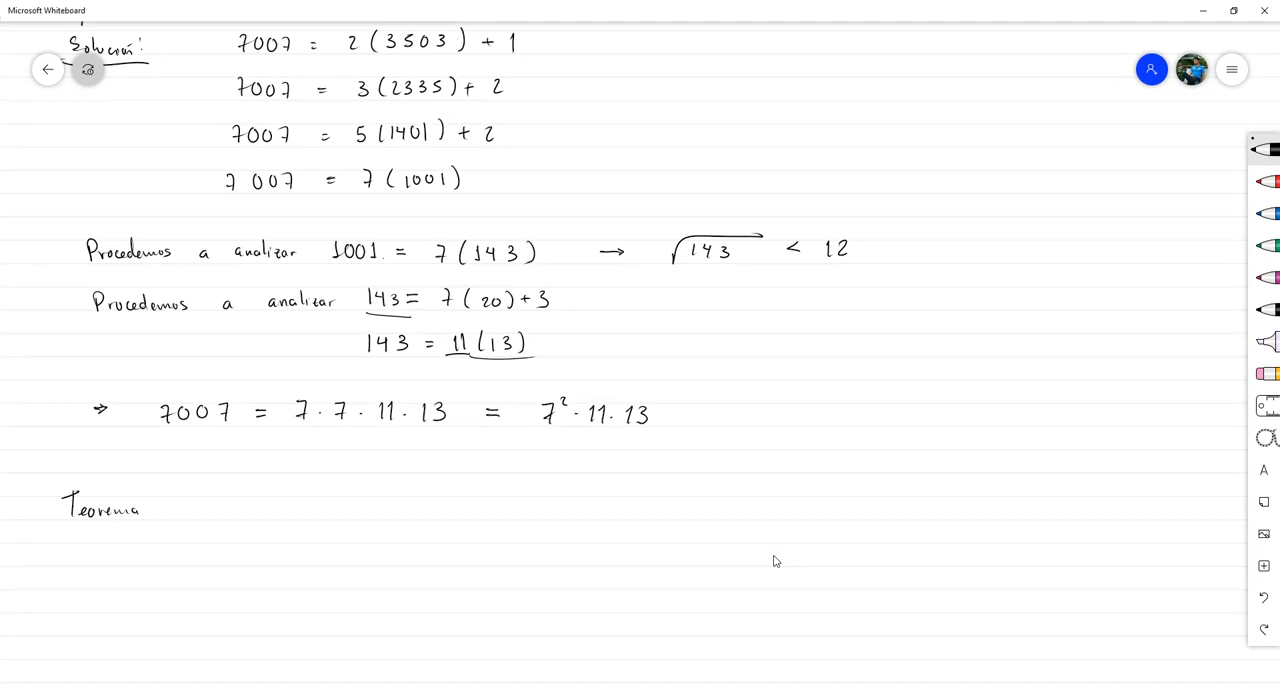 Microsoft Whiteboard
Solución:
7007 = 2(3503) + 1
7007 = 3(2335) + 2
7007 = 5(1401) + 2
7007 = 7(1001)
Procedemos a analizar 1001. = 7(143) → √143 < 12
Procedemos a analizar 143 = 7(20) + 3
143 = 11(13)
⇒ 7007 = 7·7·11·13 = 7²·11·13
Teorema
A